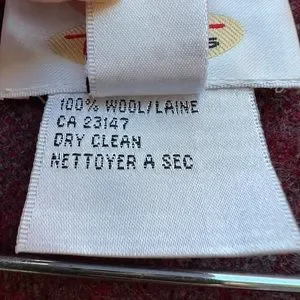 100% WOOL/LAINE
CA 23147
DRY CLEAN
NETTOYER A SEC